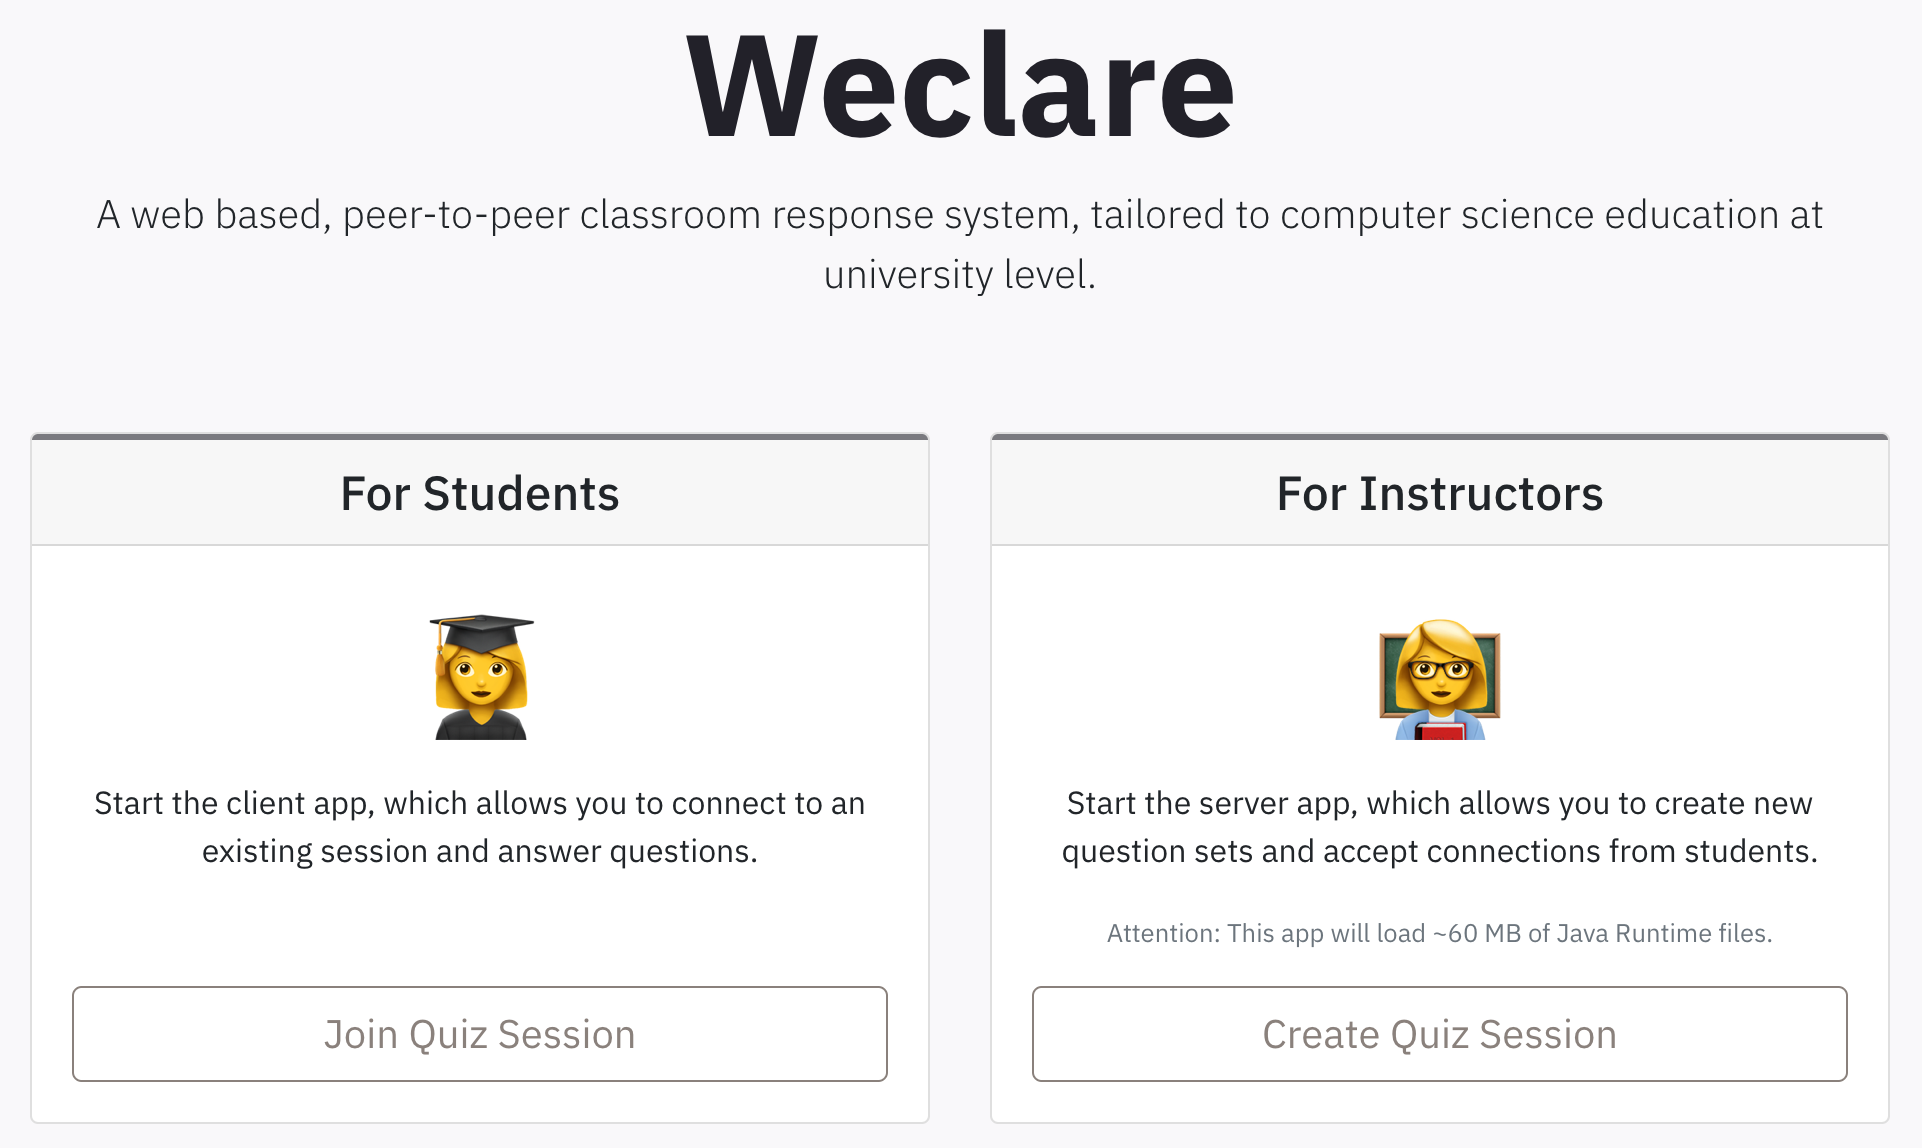 Weclare
A web based, peer-to-peer classroom response system, tailored to computer science education at
university level.
For Students
Start the client app, which allows you to connect to an
existing session and answer questions.
Join Quiz Session
For Instructors
Start the server app, which allows you to create new
question sets and accept connections from students.
Attention: This app will load ~60 MB of Java Runtime files.
Create Quiz Session